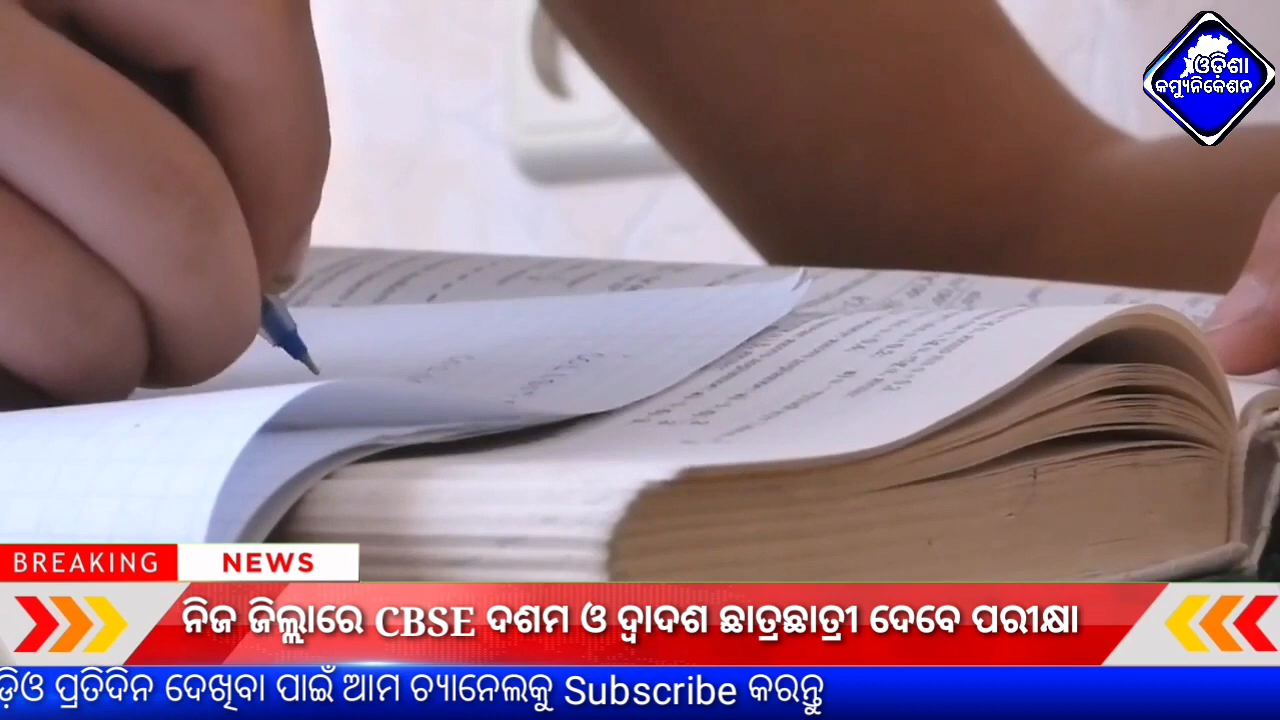 ଓଡ଼ିଶା
କମ୍ୟୁନିକେଶନ
BREAKING NEWS
ନିଜ ଜିଲ୍ଲାରେ CBSE ଦଶମ ଓ ଦ୍ୱାଦଶ ଛାତ୍ରଛାତ୍ରୀ ଦେବେ ପରୀକ୍ଷା
ପ୍ରତିଦିନ ଦେଖିବା ପାଇଁ ଆମ ଚ୍ୟାନେଲକୁ Subscribe କରନ୍ତୁ